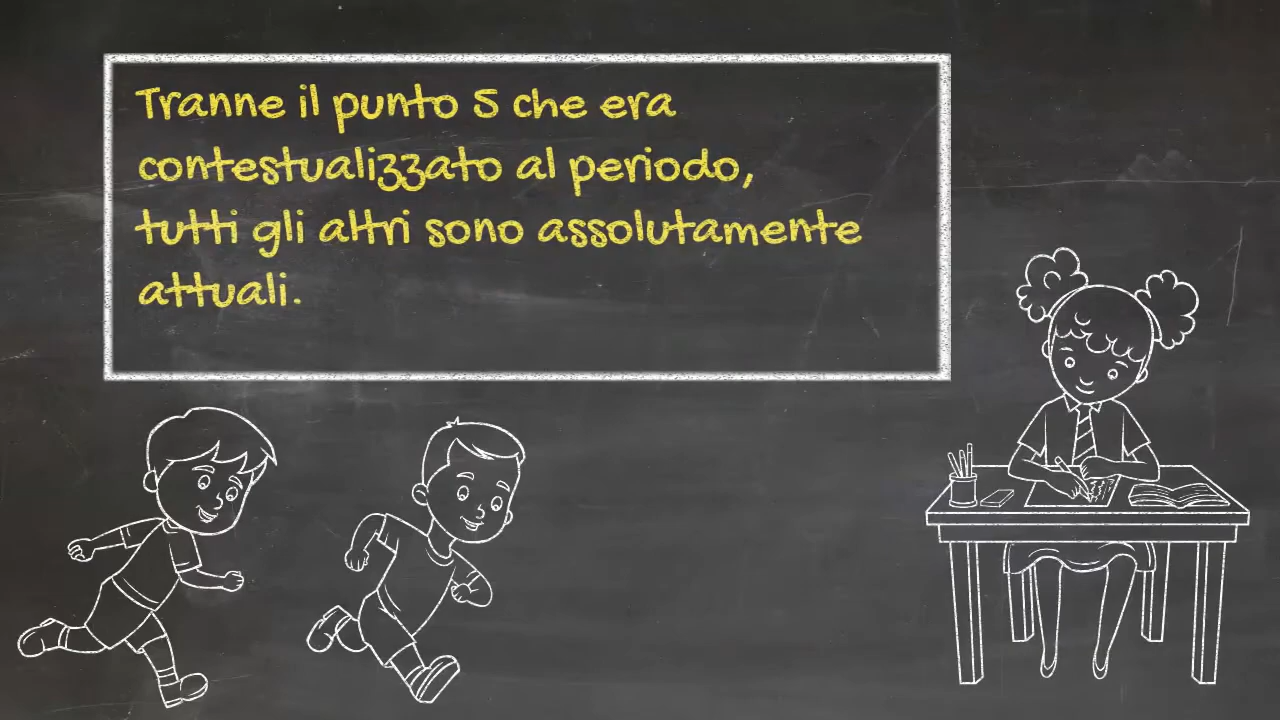 Tranne il punto 5 che era
contestualizzato al periodo,
tutti gli altri sono assolutamente
attuali.